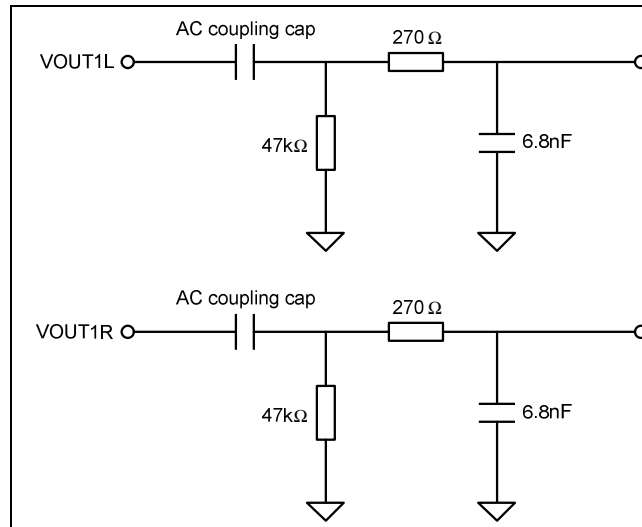 AC coupling cap
VOUT1L
270 Ω
47kΩ
6.8nF
AC coupling cap
VOUT1R
270 Ω
47kΩ
6.8nF